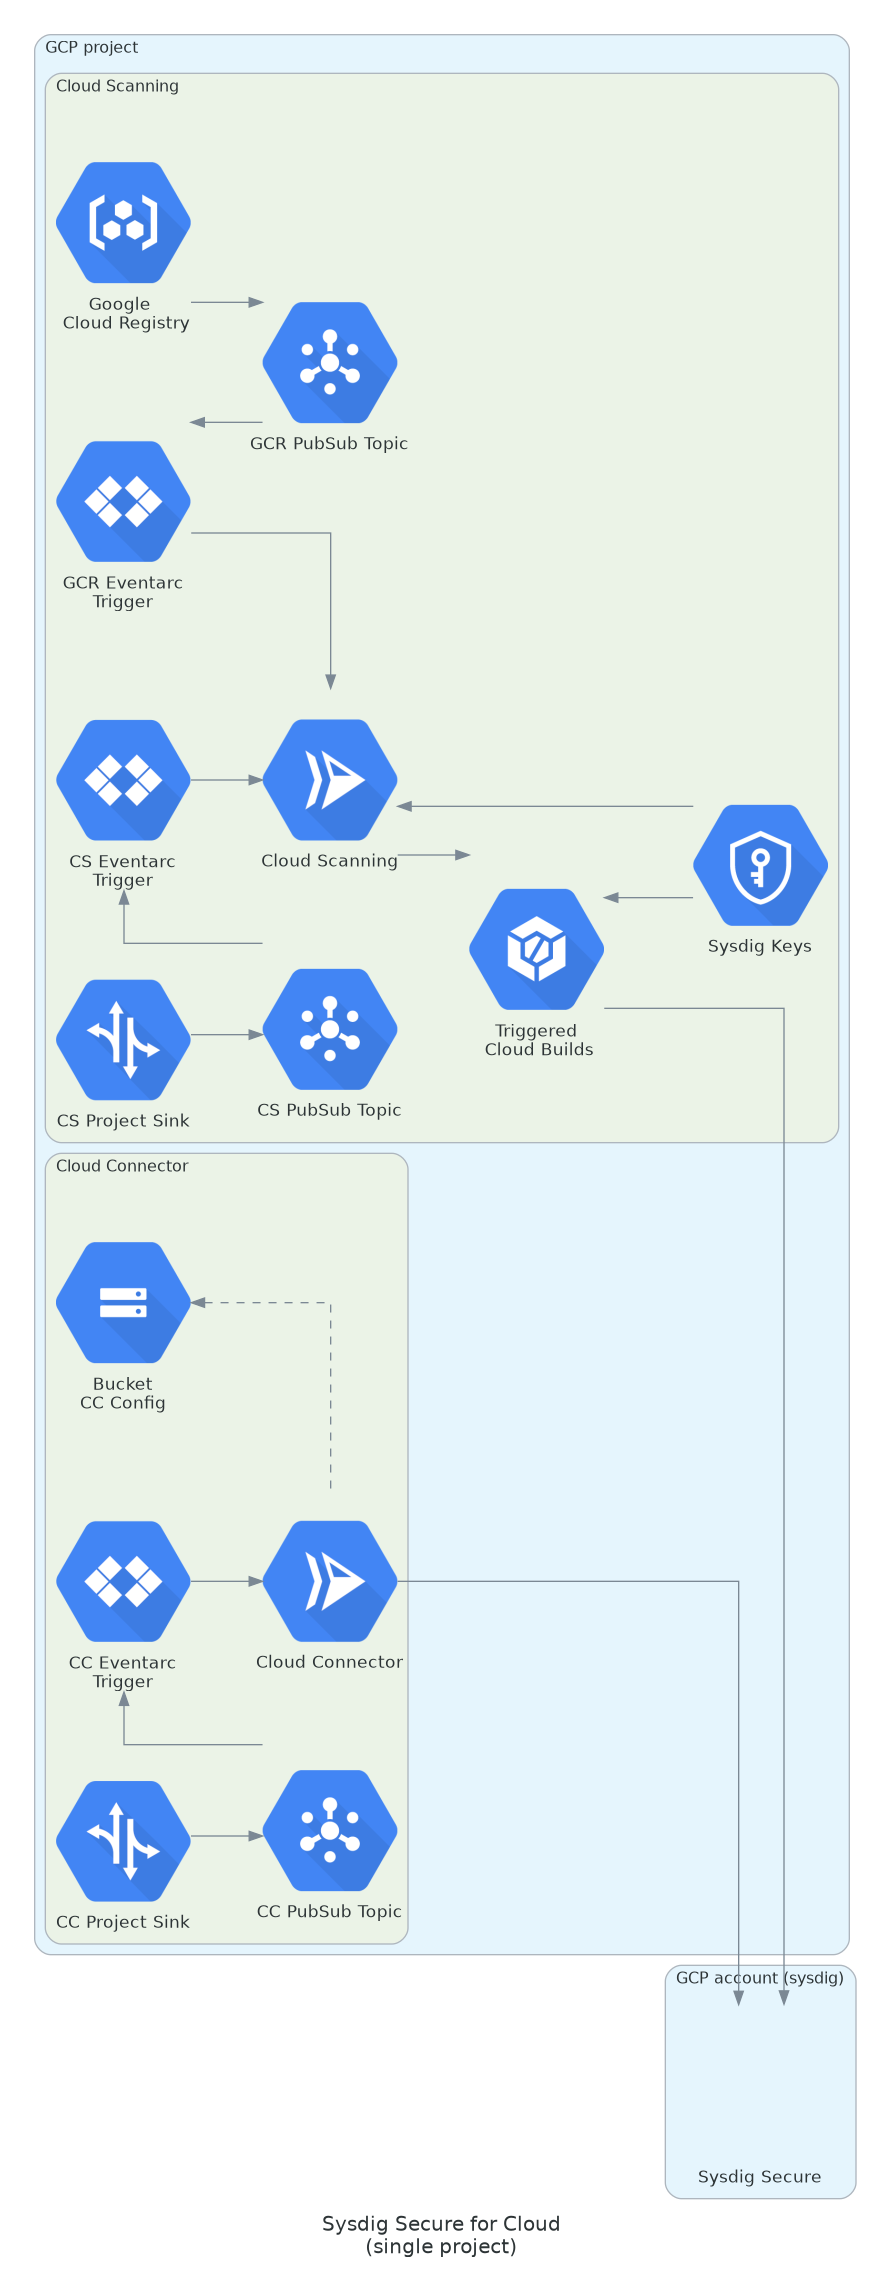 GCP project
Cloud Scanning
Google
Cloud Registry
GCR PubSub Topic
GCR Eventarc
Trigger
CS Eventarc
Trigger
Cloud Scanning
Sysdig Keys
Triggered
Cloud Builds
CS Project Sink
CS PubSub Topic
Cloud Connector
Bucket
CC Config
CC Eventarc
Trigger
Cloud Connector
CC Project Sink
CC PubSub Topic
GCP account (sysdig)
Sysdig Secure
Sysdig Secure for Cloud
(single project)